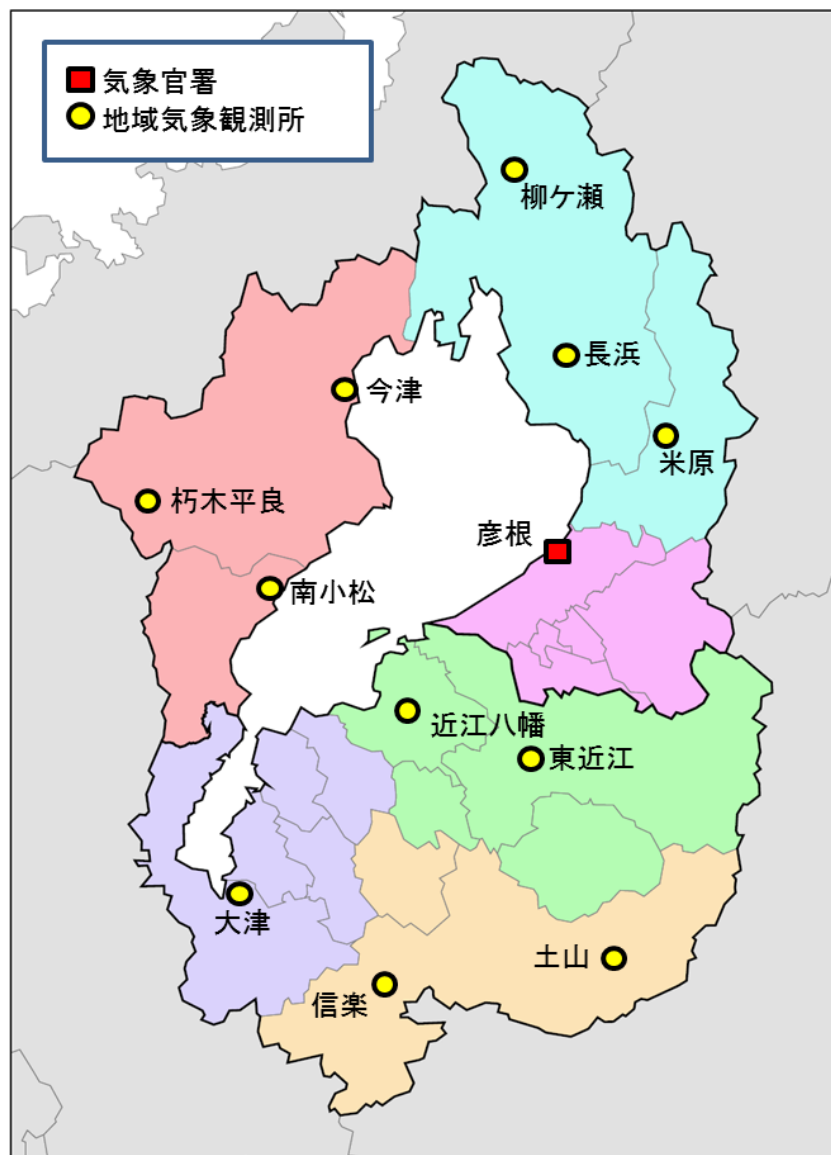 気象官署
地域気象観測所
柳ケ瀬
長浜
今津
米原
朽木平良
彦根
南小松
近江八幡
東近江
大津
土山
信楽